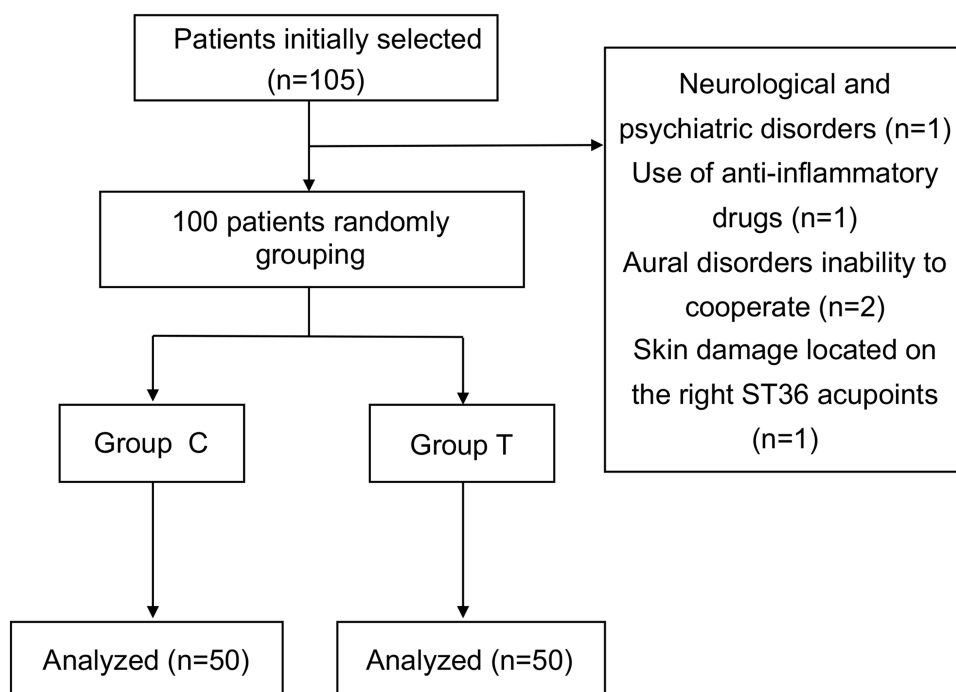 Patients initially selected
(n=105)
Neurological and
psychiatric disorders (n=1)
Use of anti-inflammatory
drugs (n=1)
Aural disorders inability to
cooperate (n=2)
Skin damage located on
the right ST36 acupoints
(n=1)
100 patients randomly
grouping
Group C
Group T
Analyzed (n=50)
Analyzed (n=50)